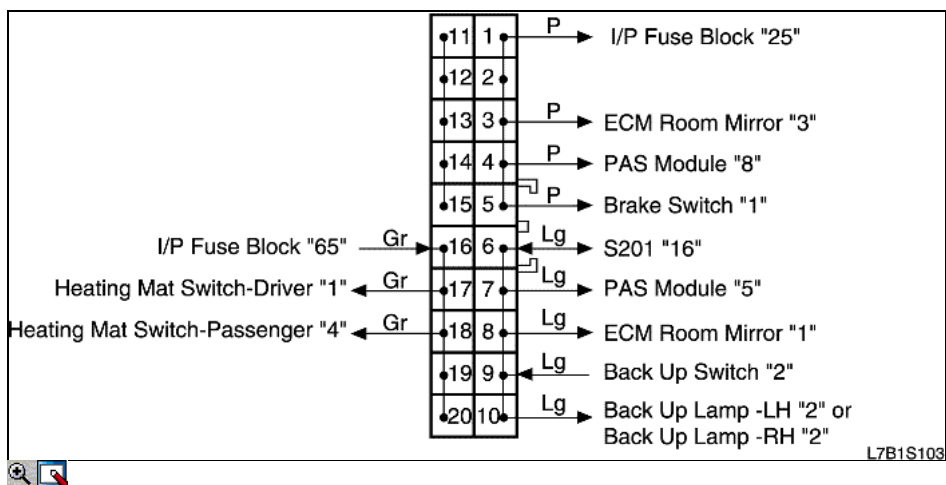 11 1 P I/P Fuse Block "25"
12 2
13 3 P ECM Room Mirror "3"
14 4 P PAS Module "8"
15 5 P Brake Switch "1"
I/P Fuse Block "65" Gr 16 6 Lg S201 "16"
Heating Mat Switch-Driver "1" Gr 17 7 Lg PAS Module "5"
Heating Mat Switch-Passenger "4" Gr 18 8 Lg ECM Room Mirror "1"
19 9 Lg Back Up Switch "2"
20 10 Lg Back Up Lamp -LH "2" or
Back Up Lamp -RH "2"
L7B1S103